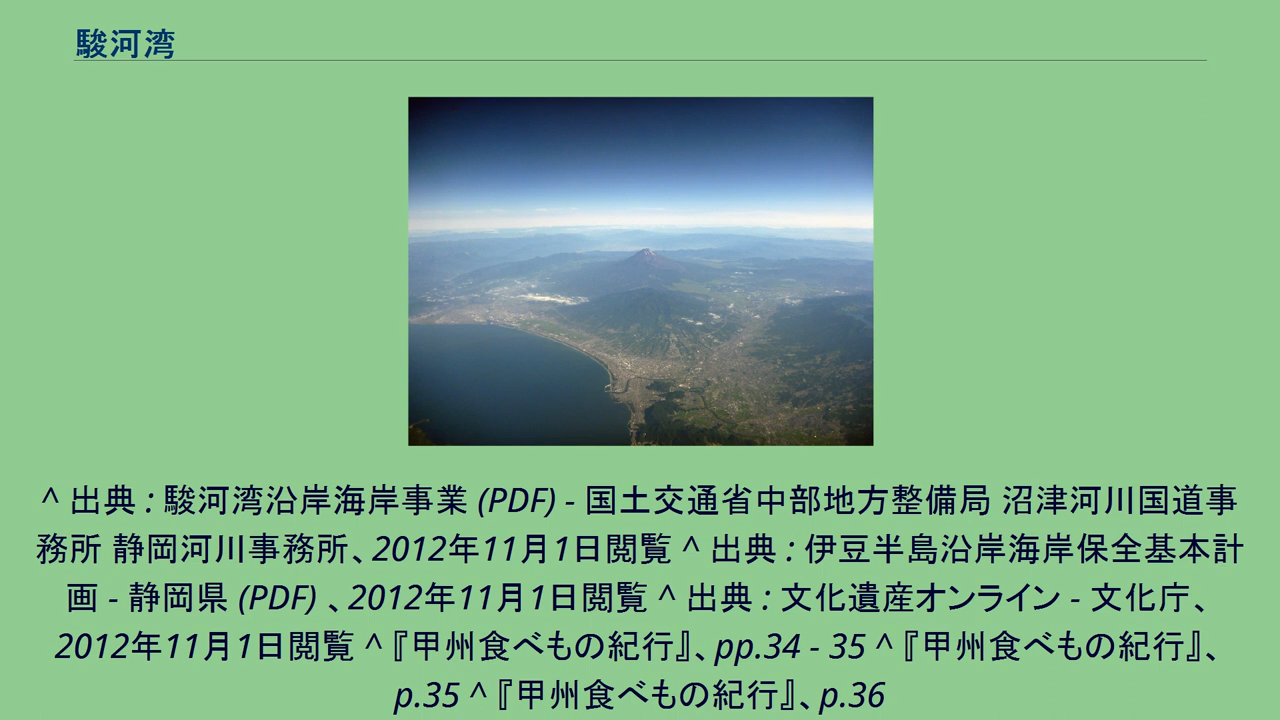 駿河湾
^ 出典 : 駿河湾沿岸海岸事業 (PDF) - 国土交通省中部地方整備局 沼津河川国道事
務所 静岡河川事務所、2012年11月1日閲覧 ^ 出典 : 伊豆半島沿岸海岸保全基本計
画 - 静岡県 (PDF) 、2012年11月1日閲覧 ^ 出典 : 文化遺産オンライン - 文化庁、
2012年11月1日閲覧 ^『甲州食べもの紀行』、pp.34 - 35 ^『甲州食べもの紀行』、
p.35 ^『甲州食べもの紀行』、p.36